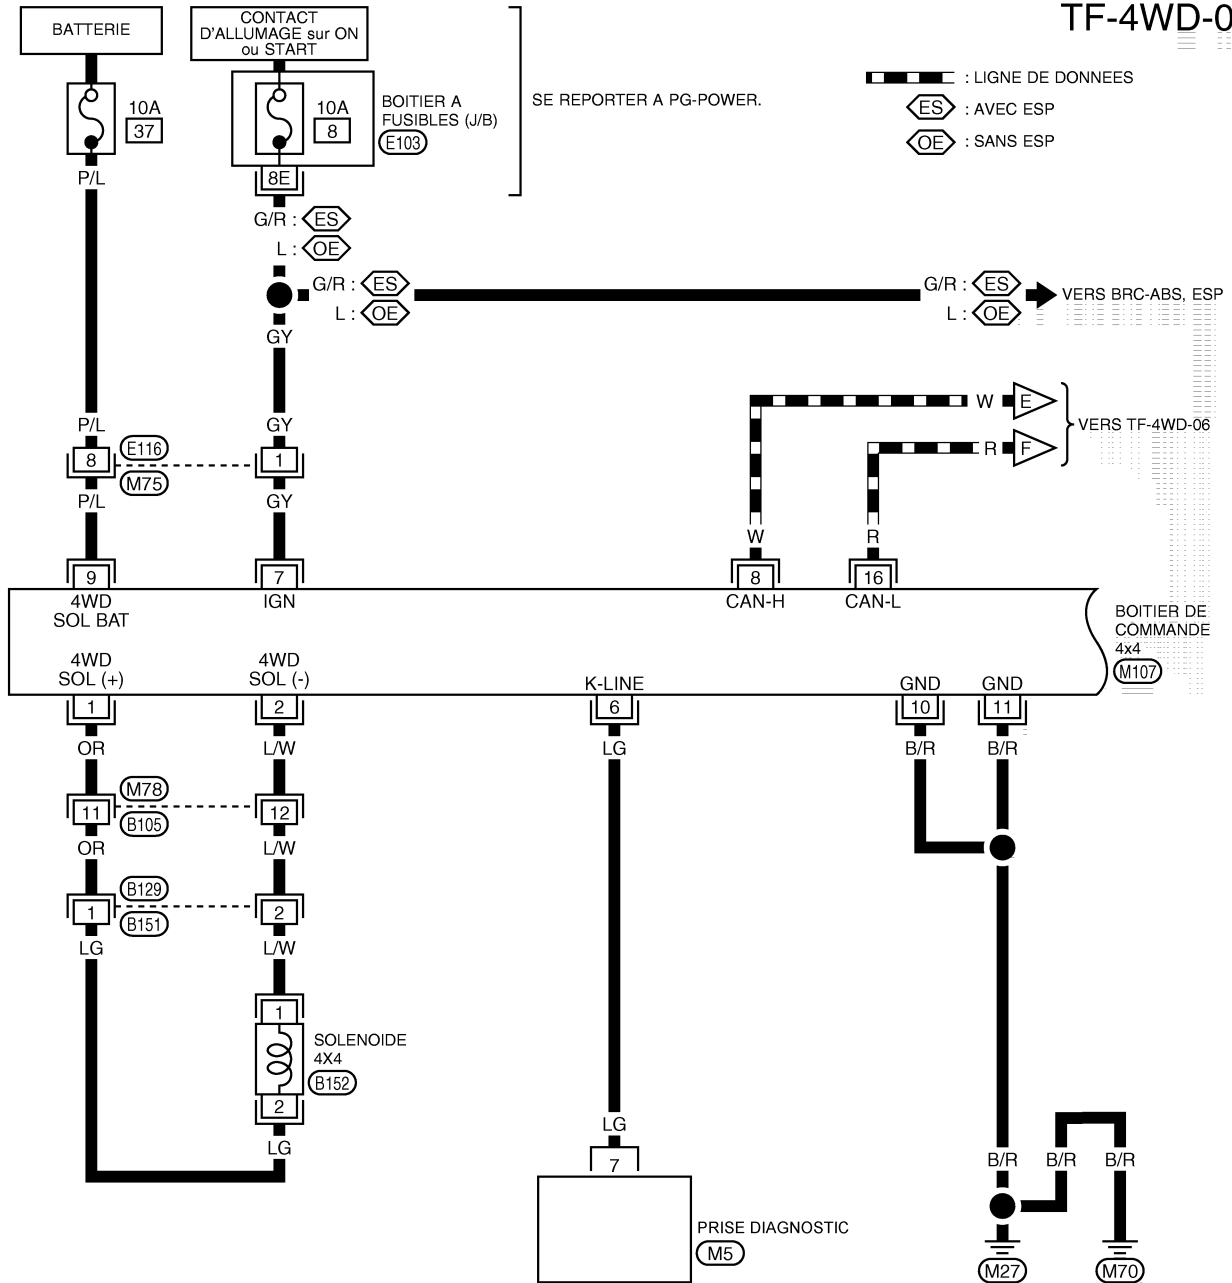 TF-4WD-0
BATTERIE
CONTACT
D'ALLUMAGE sur ON
ou START
10A
37
10A
8
BOITIER A
FUSIBLES (J/B)
E103
SE REPORTER A PG-POWER.
: LIGNE DE DONNEES
ES : AVEC ESP
OE : SANS ESP
P/L
8E
G/R : ES
L : OE
G/R : ES
L : OE
G/R : ES
L : OE
VERS BRC-ABS, ESP
GY
W
E
R
F
VERS TF-4WD-06
P/L
GY
8
E116
M75
1
P/L
GY
W
R
9
7
8
16
4WD
SOL BAT
IGN
CAN-H
CAN-L
BOITIER DE
COMMANDE
4x4
M107
4WD
SOL (+)
4WD
SOL (-)
K-LINE
GND
GND
1
2
6
10
11
OR
L/W
LG
B/R
B/R
11
M78
B105
12
OR
L/W
1
B129
B151
2
LG
L/W
1
SOLENOIDE
4X4
B152
2
LG
LG
7
PRISE DIAGNOSTIC
M5
B/R
B/R
B/R
M27
M70